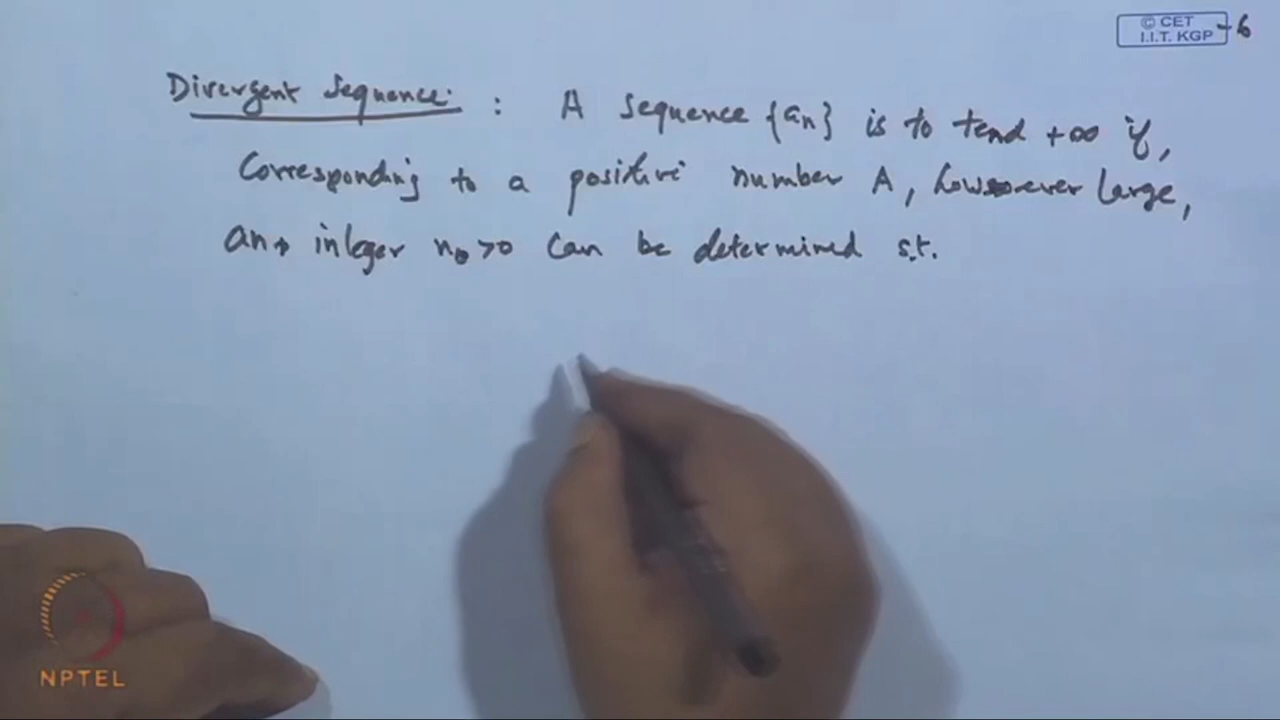 © CET
I.I.T. KGP
-6
Divergent Sequence: : A sequence {an} is to tend +∞ if,
Corresponding to a positive number A, howsoever large,
an integer n0>0 can be determined s.t.
NPTEL